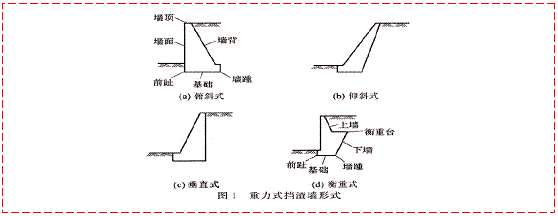 墙顶
墙面
墙背
前趾
基础
墙踵
(a) 俯斜式
(b) 仰斜式
(c) 垂直式
上墙
衡重台
下墙
前趾
基础
墙踵
(d) 衡重式
图 1 重力式挡渣墙形式